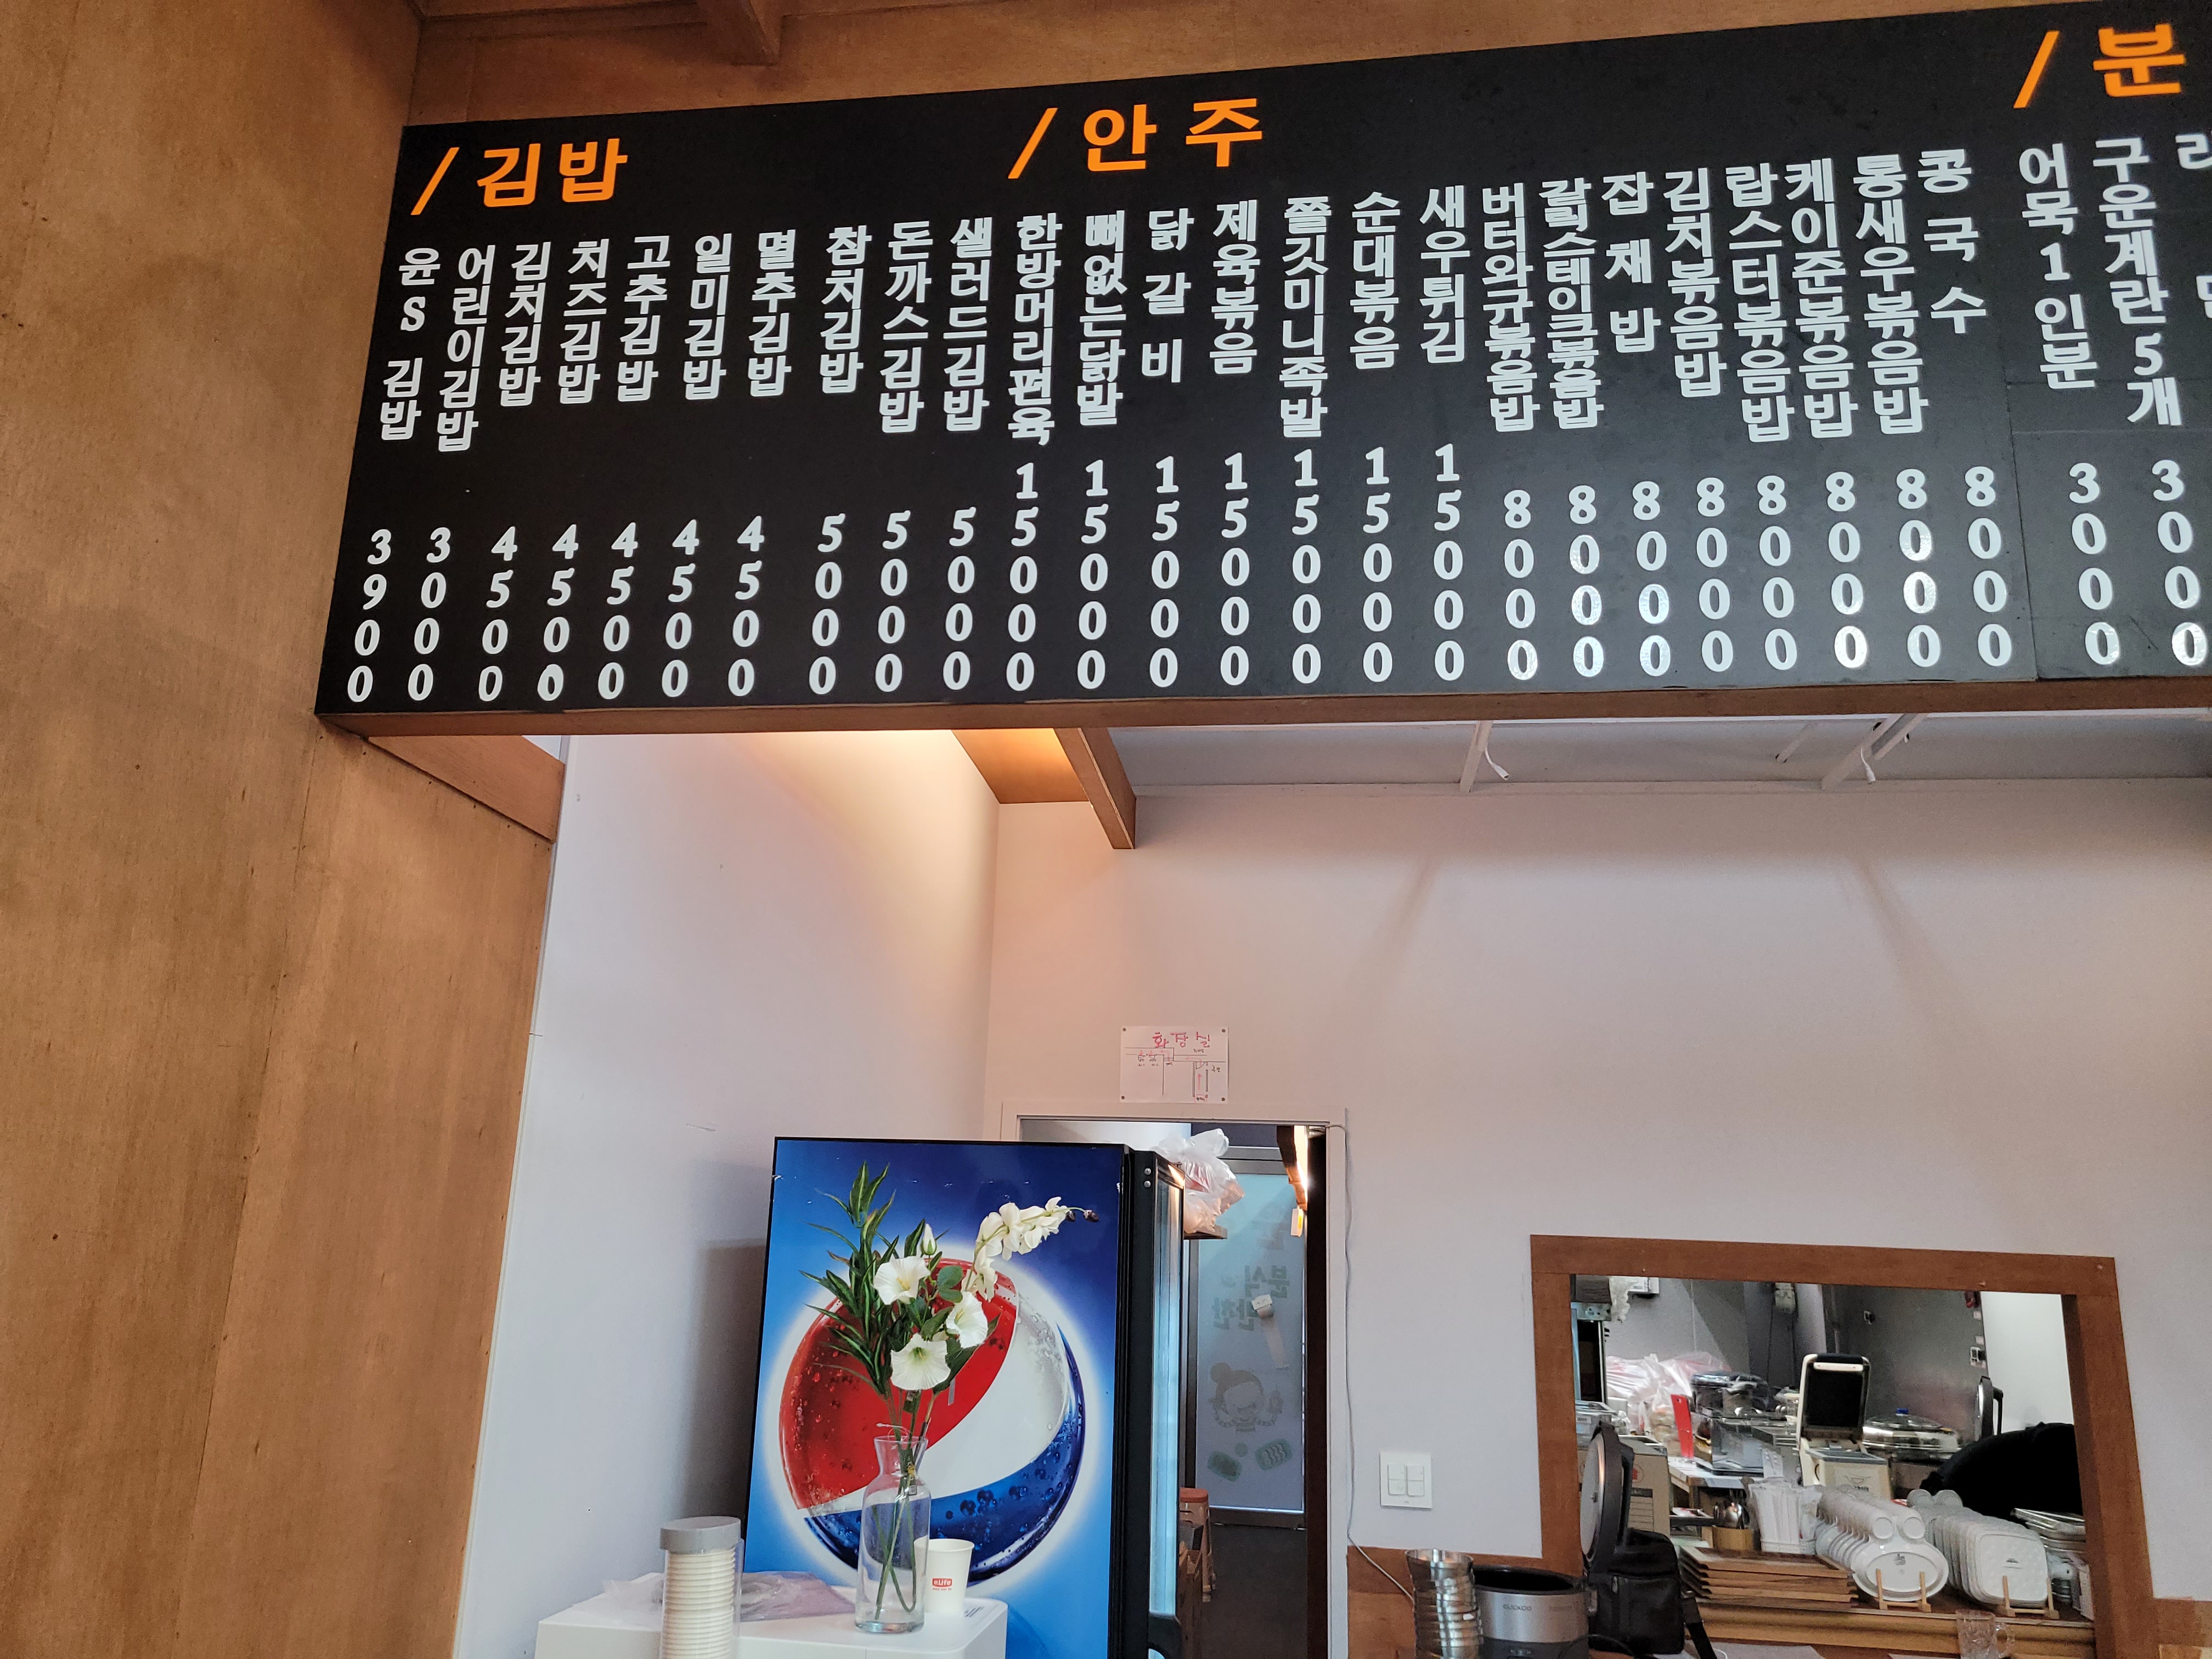 / 김밥
윤S 김밥 3900
어린이김밥 3000
김치김밥 4500
치즈김밥 4500
고추김밥 4500
일미김밥 4500
멸추김밥 4500
참치김밥 5000
돈까스김밥 5000
샐러드김밥 5000
/ 안주
한방머리편육 15000
뼈없는닭발 15000
닭갈비 15000
제육볶음 15000
쫄깃미니족발 15000
순대볶음 15000
새우튀김 15000
버터와규볶음밥 8000
갈릭스테이크볶음밥 8000
잡채밥 8000
김치볶음밥 8000
랍스터볶음밥 8000
케이준볶음밥 8000
통새우볶음밥 8000
콩국수 8000
/ 분
어묵1인분 3000
구운계란5개 3000
화장실
eLife
CUCKOO